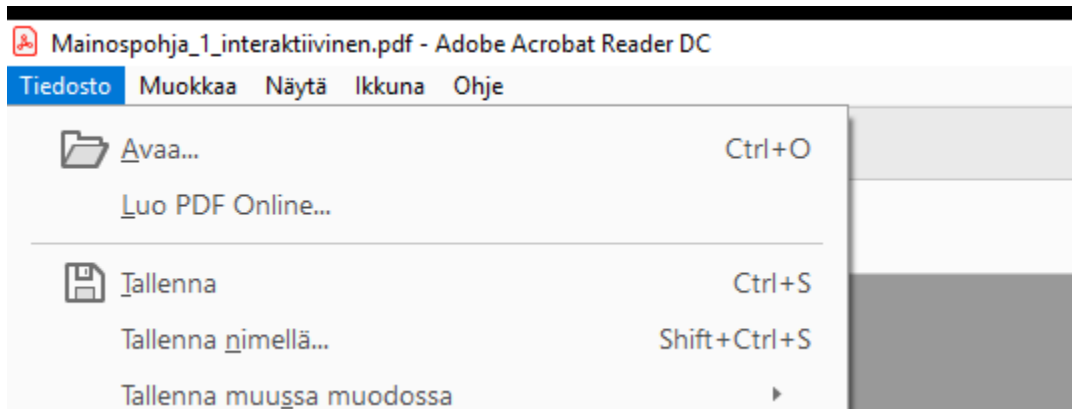 Mainospohja_1_interaktiivinen.pdf - Adobe Acrobat Reader DC
Tiedosto Muokkaa Näytä Ikkuna Ohje
Avaa... Ctrl+O
Luo PDF Online...
Tallenna Ctrl+S
Tallenna nimellä... Shift+Ctrl+S
Tallenna muussa muodossa